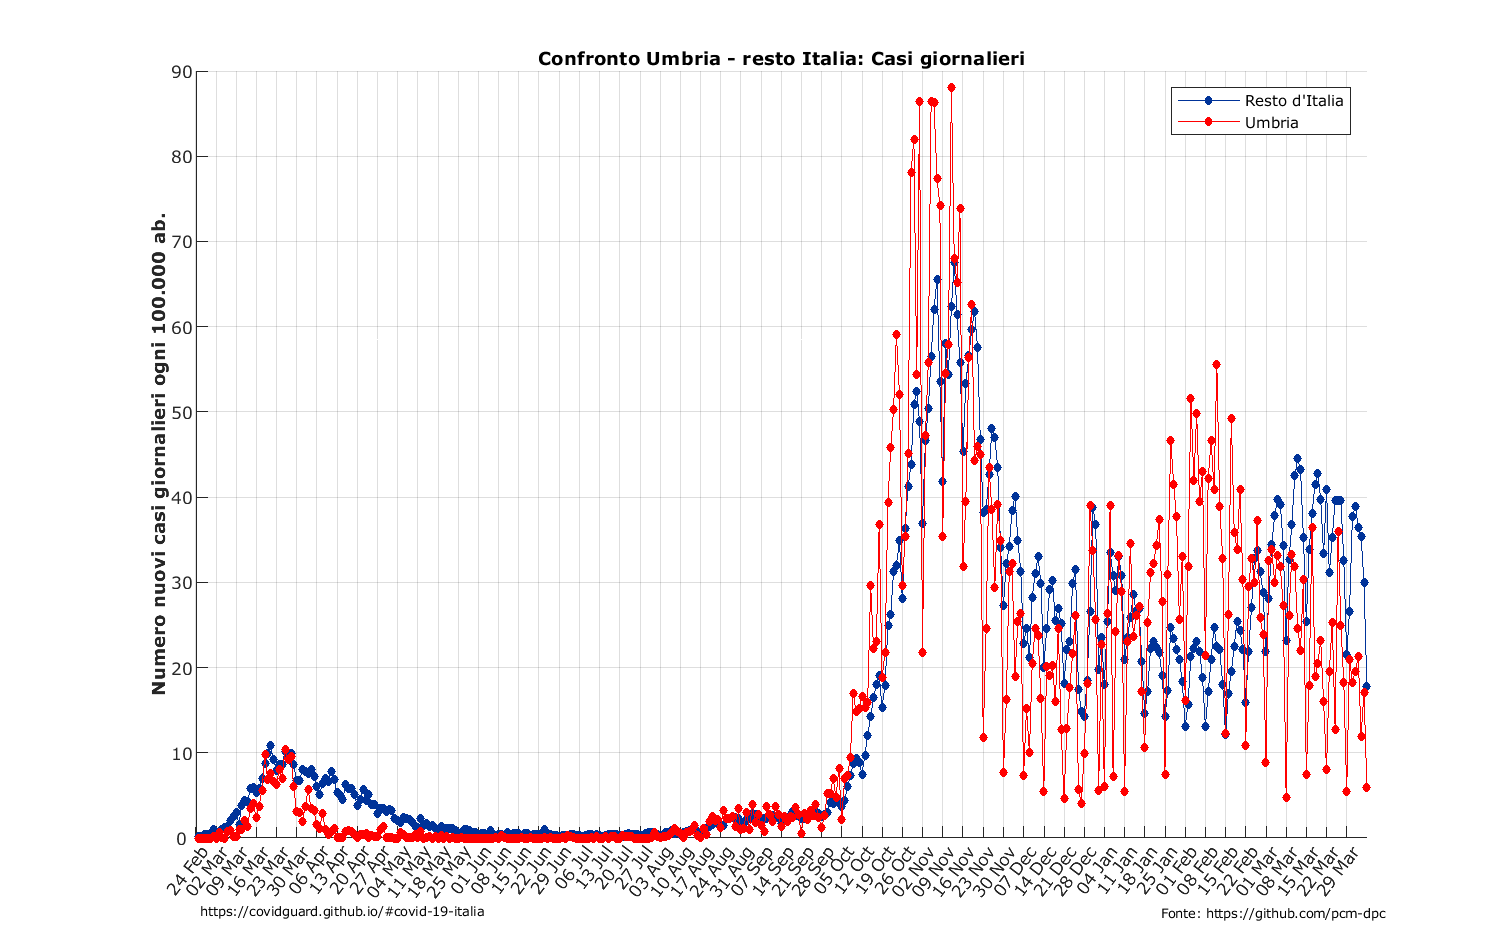 Confronto Umbria - resto Italia: Casi giornalieri
Resto d'Italia
Umbria
Numero nuovi casi giornalieri ogni 100.000 ab.
90
80
70
60
50
40
30
20
10
0
24 Feb
02 Mar
09 Mar
16 Mar
23 Mar
30 Mar
06 Apr
13 Apr
20 Apr
27 Apr
04 May
11 May
18 May
25 May
01 Jun
08 Jun
15 Jun
22 Jun
29 Jun
06 Jul
13 Jul
20 Jul
27 Jul
03 Aug
10 Aug
17 Aug
24 Aug
31 Aug
07 Sep
14 Sep
21 Sep
28 Sep
05 Oct
12 Oct
19 Oct
26 Oct
02 Nov
09 Nov
16 Nov
23 Nov
30 Nov
07 Dec
14 Dec
21 Dec
28 Dec
04 Jan
11 Jan
18 Jan
25 Jan
01 Feb
08 Feb
15 Feb
22 Feb
01 Mar
08 Mar
15 Mar
22 Mar
29 Mar
https://covidguard.github.io/#covid-19-italia
Fonte: https://github.com/pcm-dpc